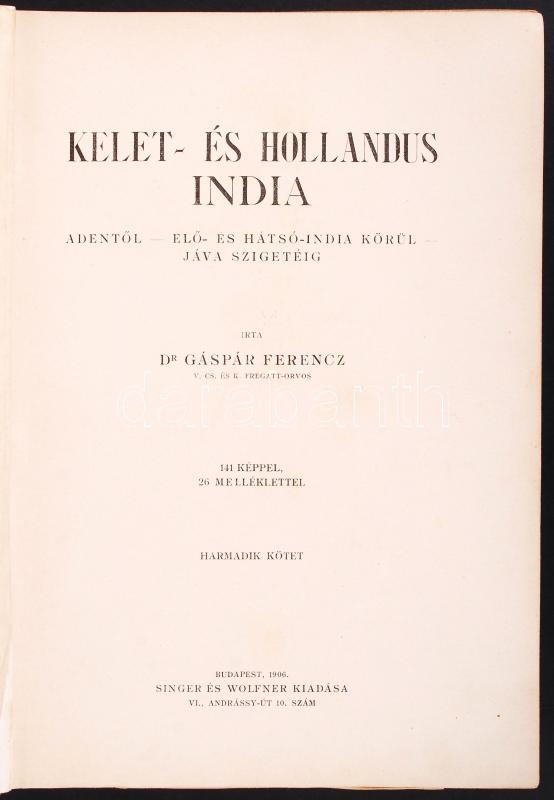 KELET- ÉS HOLLANDUS
INDIA
ADENTŐL — ELŐ- ÉS HÁTSÓ-INDIA KÖRÜL —
JÁVA SZIGETÉIG
IRTA
DR GÁSPÁR FERENCZ
V. CS. ÉS K. FREGATT-ORVOS
darabanth
141 KÉPPEL,
26 MELLÉKLETTEL
HARMADIK KÖTET
BUDAPEST, 1906.
SINGER ÉS WOLFNER KIADÁSA
VI., ANDRÁSSY-ÚT 10. SZÁM